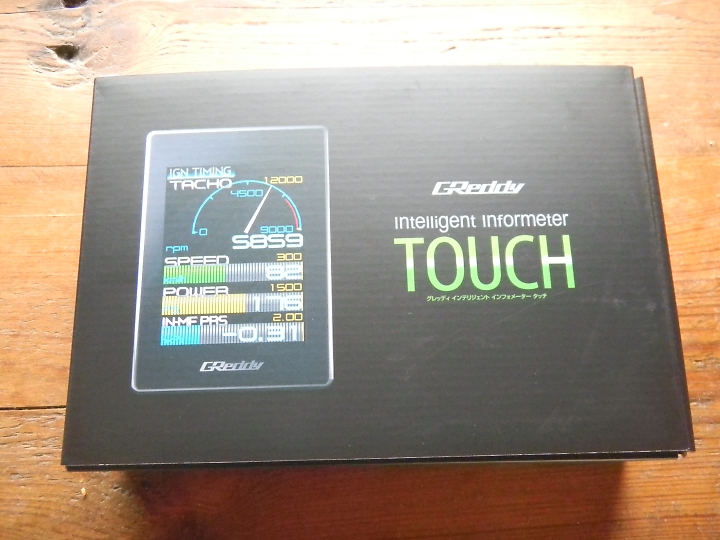 IGN TIMING
TACHO 12000
4500
0 9000
rpm 5859
SPEED 300
POWER 1500
IN-MF PRS 2.00
-0.31
GReddy
GReddy
Intelligent Informeter
TOUCH
グレッディ インテリジェント インフォメーター タッチ